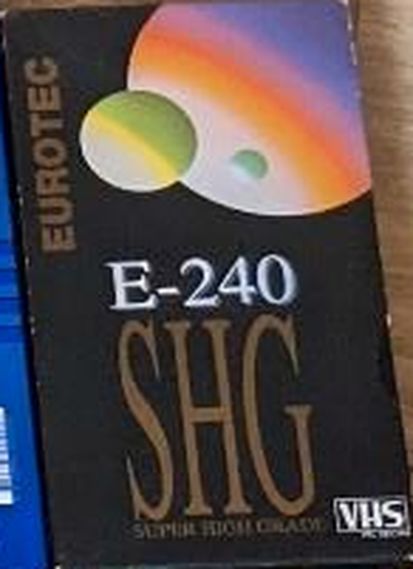 EUROTEC
E-240
SHG
SUPER HIGH GRADE
VHS